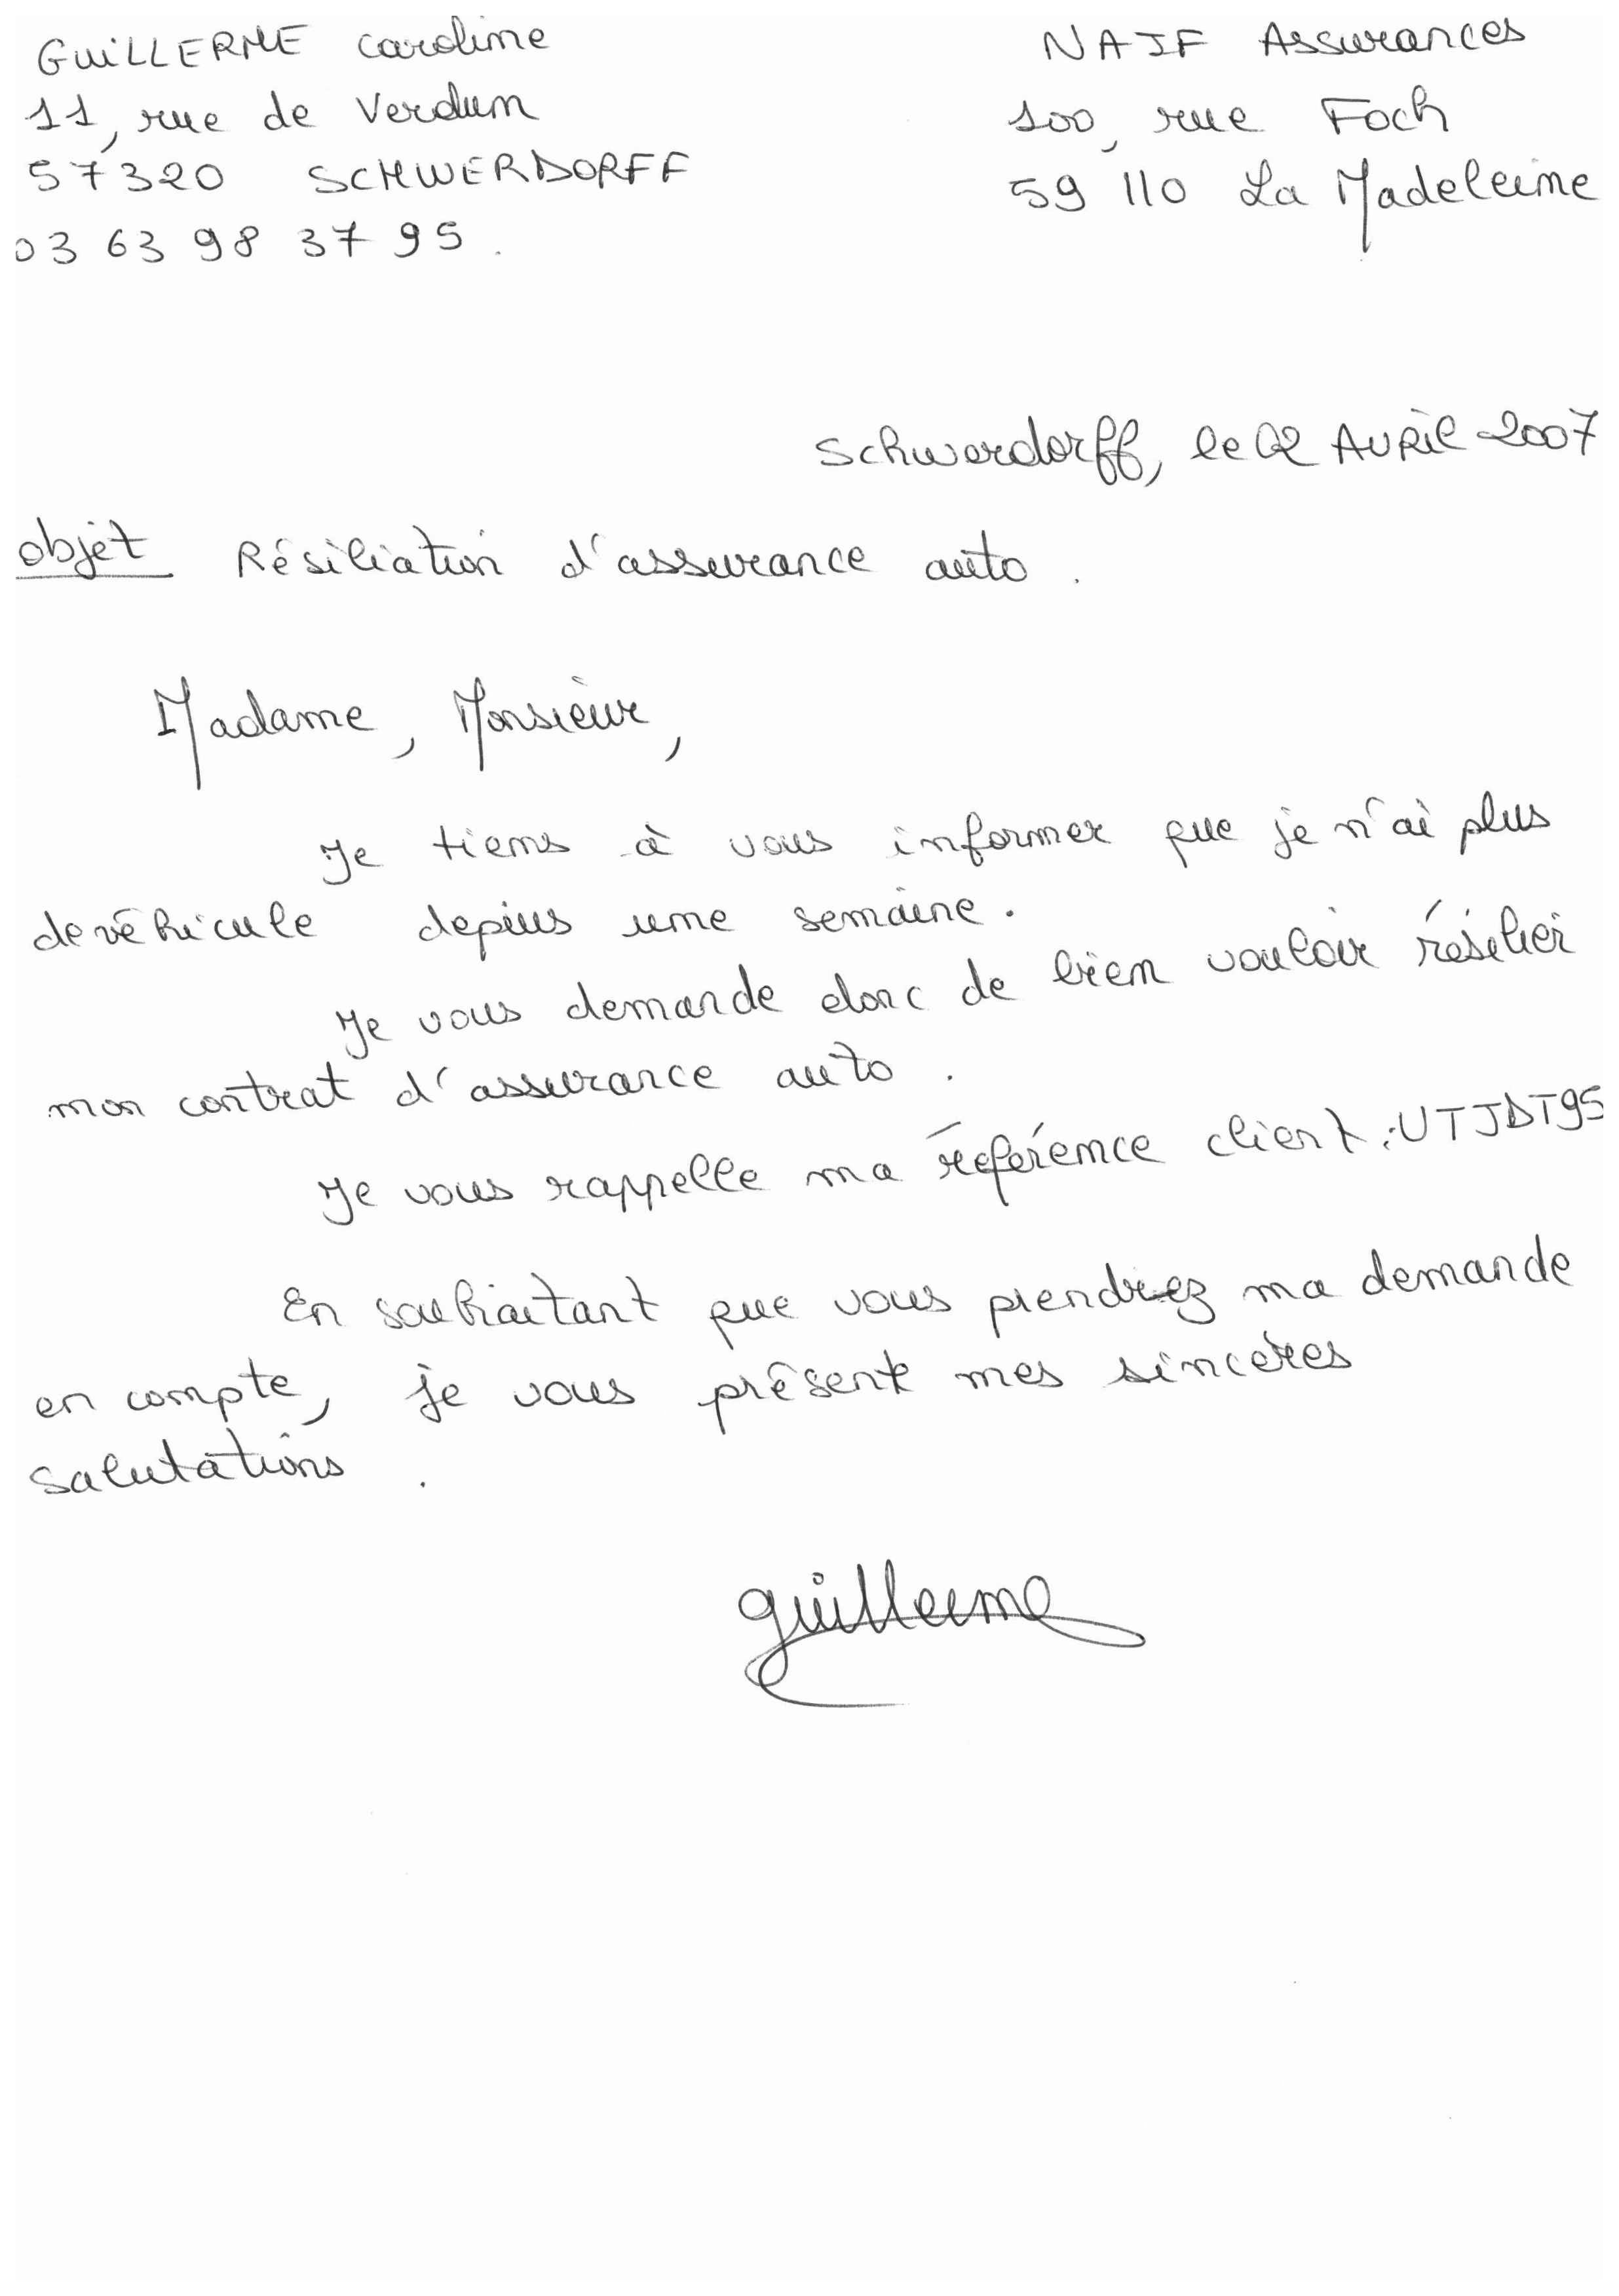 GUILLERME Caroline
11, rue de Verdun
57320 SCHWERDORFF
03 63 98 37 95.
NAIF Assurances
100, rue Foch
59 110 La Madeleine
Schwerdorff, le 02 AVRIL 2007
objet Résiliation d'assurance auto.
Madame, Monsieur,
Je tiens à vous informer que je n'ai plus
de véhicule depuis une semaine.
Je vous demande donc de bien vouloir résilier
mon contrat d'assurance auto.
Je vous rappelle ma référence client : UTJDT95
En souhaitant que vous prendrez ma demande
en compte, je vous présente mes sincères
salutations.
Guillerme